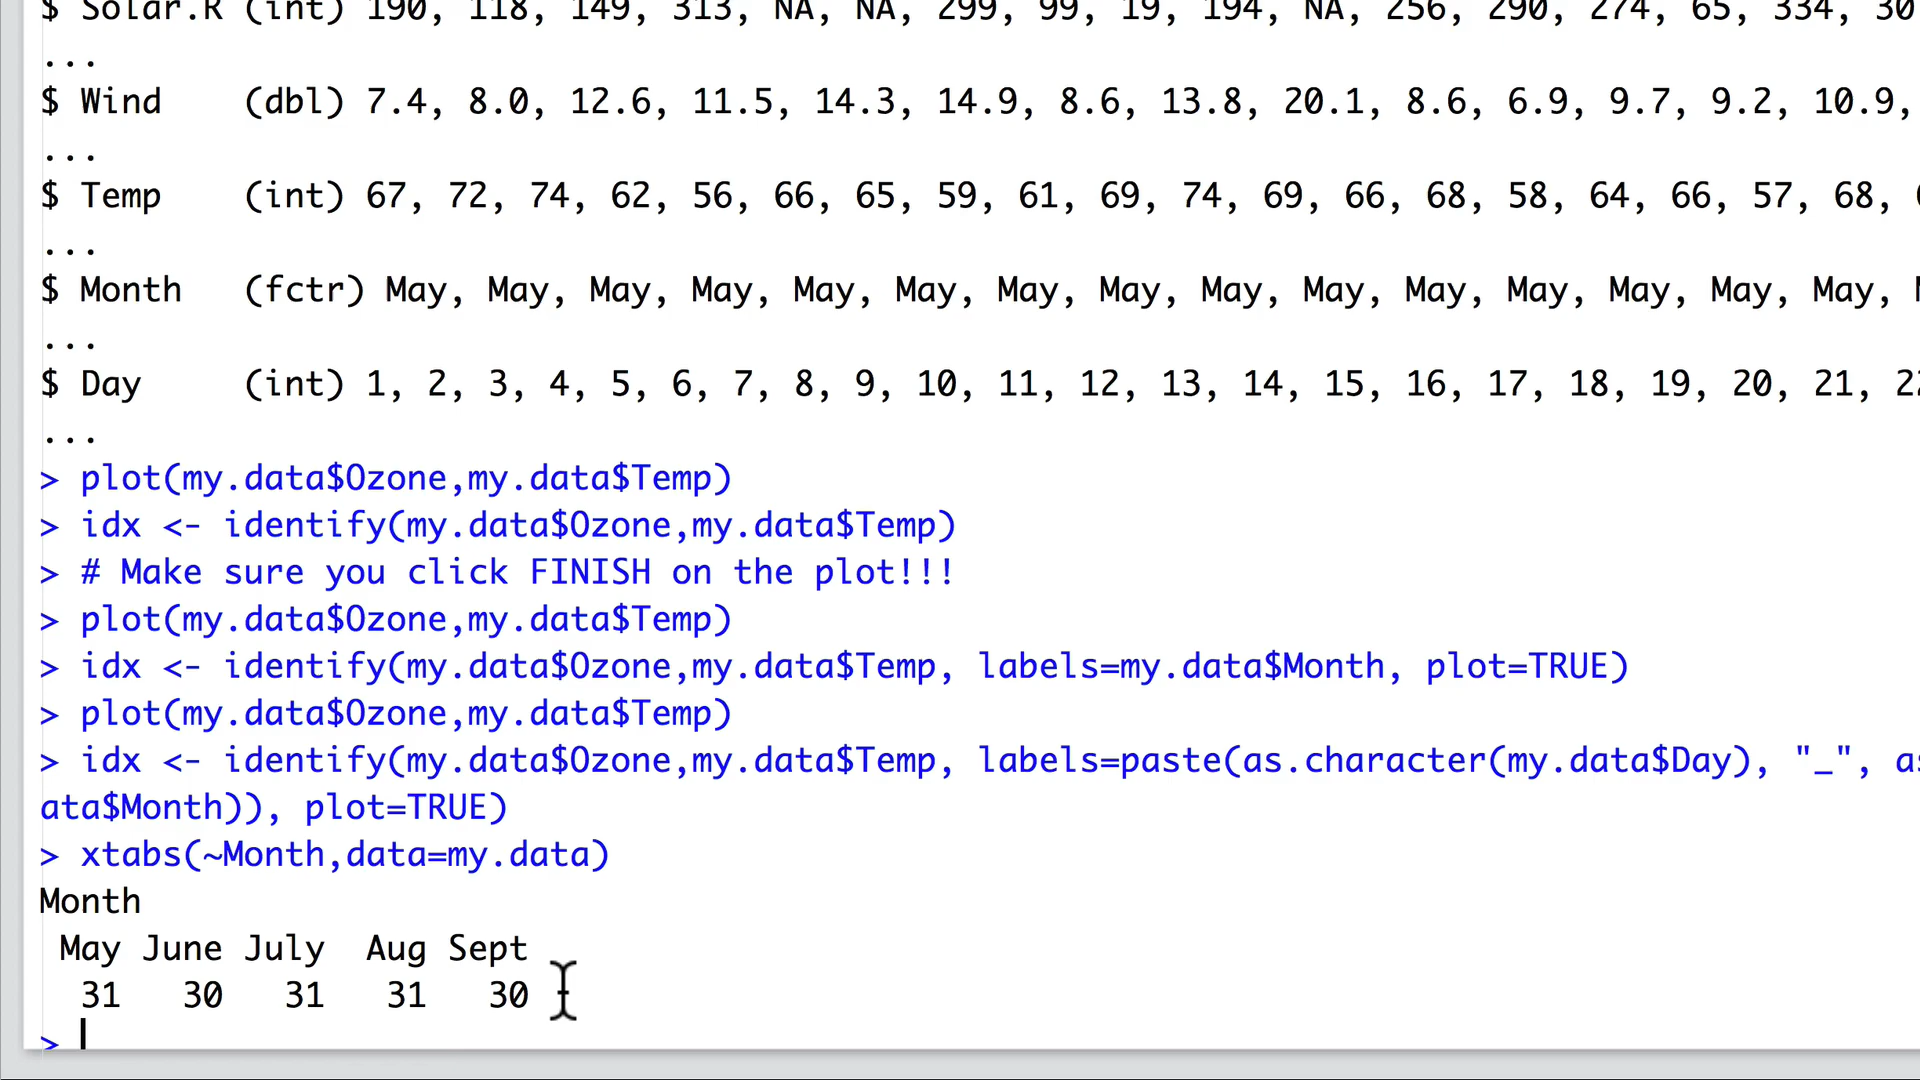 $ Solar.R (int) 190, 118, 149, 313, NA, NA, 299, 99, 19, 194, NA, 256, 290, 274, 65, 334, 30
...
$ Wind (dbl) 7.4, 8.0, 12.6, 11.5, 14.3, 14.9, 8.6, 13.8, 20.1, 8.6, 6.9, 9.7, 9.2, 10.9,
...
$ Temp (int) 67, 72, 74, 62, 56, 66, 65, 59, 61, 69, 74, 69, 66, 68, 58, 64, 66, 57, 68,
...
$ Month (fctr) May, May, May, May, May, May, May, May, May, May, May, May, May, May, May,
...
$ Day (int) 1, 2, 3, 4, 5, 6, 7, 8, 9, 10, 11, 12, 13, 14, 15, 16, 17, 18, 19, 20, 21, 22
...
> plot(my.data$Ozone,my.data$Temp)
> idx <- identify(my.data$Ozone,my.data$Temp)
> # Make sure you click FINISH on the plot!!!
> plot(my.data$Ozone,my.data$Temp)
> idx <- identify(my.data$Ozone,my.data$Temp, labels=my.data$Month, plot=TRUE)
> plot(my.data$Ozone,my.data$Temp)
> idx <- identify(my.data$Ozone,my.data$Temp, labels=paste(as.character(my.data$Day), "_", as
ata$Month)), plot=TRUE)
> xtabs(~Month,data=my.data)
Month
May June July Aug Sept
31 30 31 31 30
>